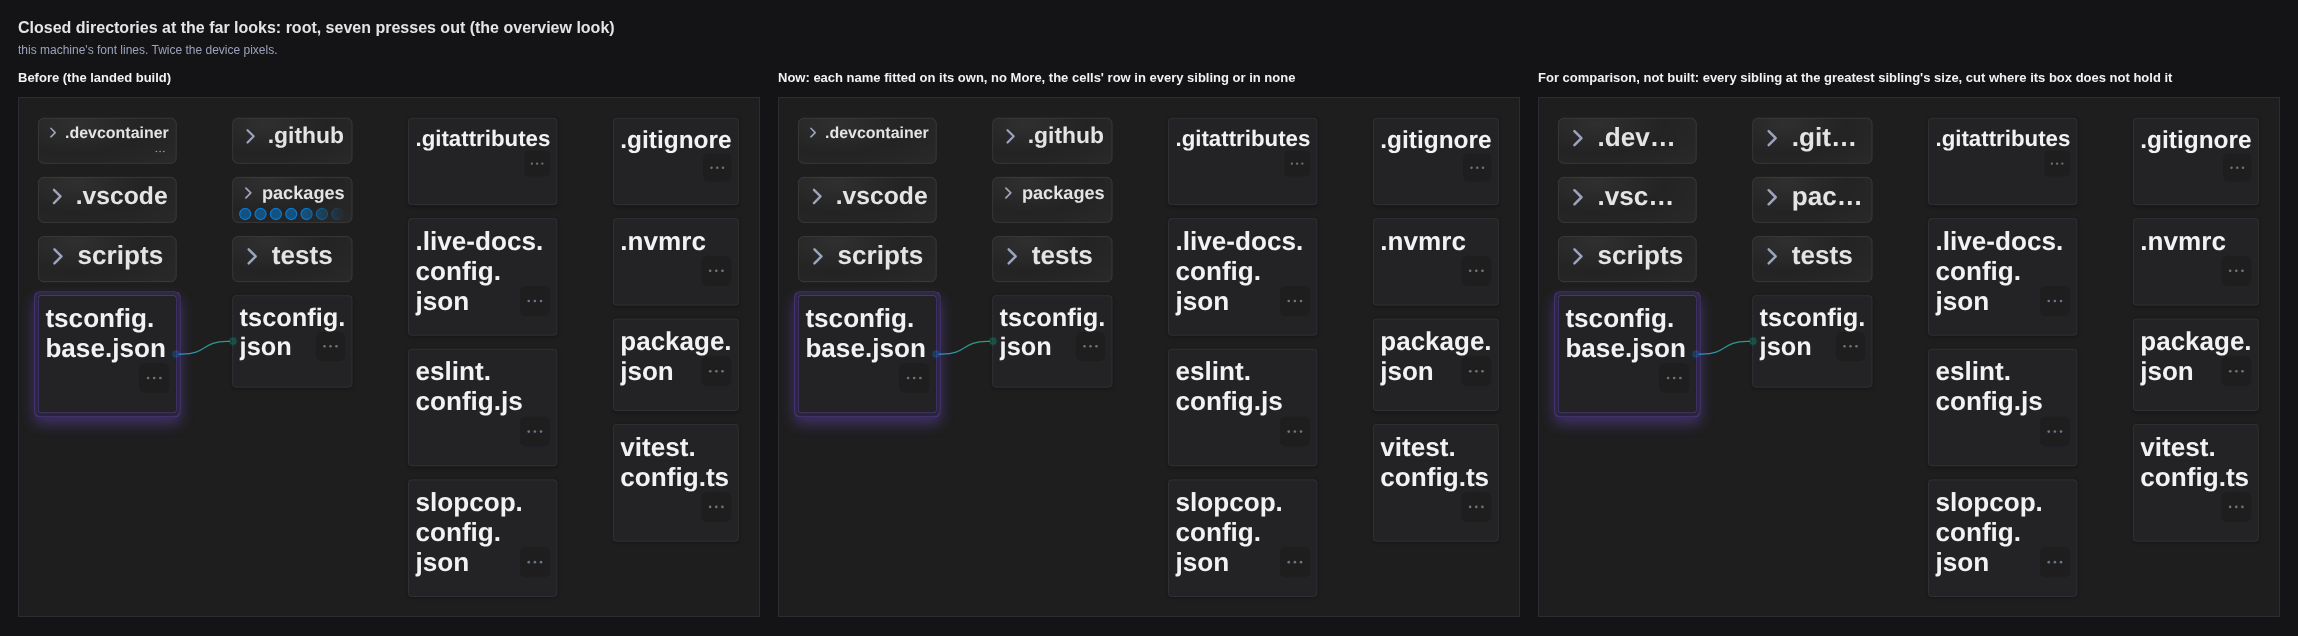 Closed directories at the far looks: root, seven presses out (the overview look)
this machine's font lines. Twice the device pixels.
Before (the landed build)
.devcontainer
...
.github
.gitattributes
...
.gitignore
...
.vscode
packages
scripts
tests
.live-docs.
config.
json
...
.nvmrc
...
tsconfig.
base.json
...
tsconfig.
json
...
eslint.
config.js
...
package.
json
...
slopcop.
config.
json
...
vitest.
config.ts
...
Now: each name fitted on its own, no More, the cells' row in every sibling or in none
.devcontainer
.github
.gitattributes
...
.gitignore
...
.vscode
packages
scripts
tests
.live-docs.
config.
json
...
.nvmrc
...
tsconfig.
base.json
...
tsconfig.
json
...
eslint.
config.js
...
package.
json
...
slopcop.
config.
json
...
vitest.
config.ts
...
For comparison, not built: every sibling at the greatest sibling's size, cut where its box does not hold it
.dev...
.git...
.gitattributes
...
.gitignore
...
.vsc...
pac...
scripts
tests
.live-docs.
config.
json
...
.nvmrc
...
tsconfig.
base.json
...
tsconfig.
json
...
eslint.
config.js
...
package.
json
...
slopcop.
config.
json
...
vitest.
config.ts
...